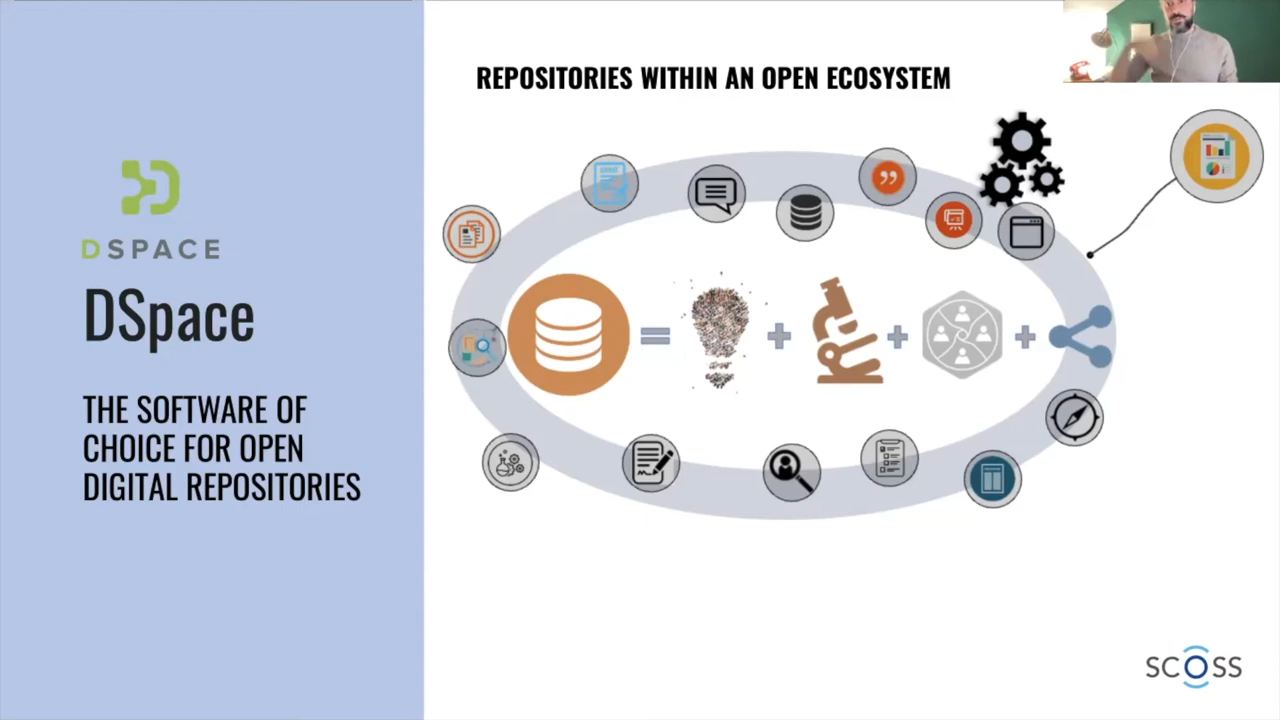 REPOSITORIES WITHIN AN OPEN ECOSYSTEM
DSPACE
DSpace
THE SOFTWARE OF
CHOICE FOR OPEN
DIGITAL REPOSITORIES
SCOSS